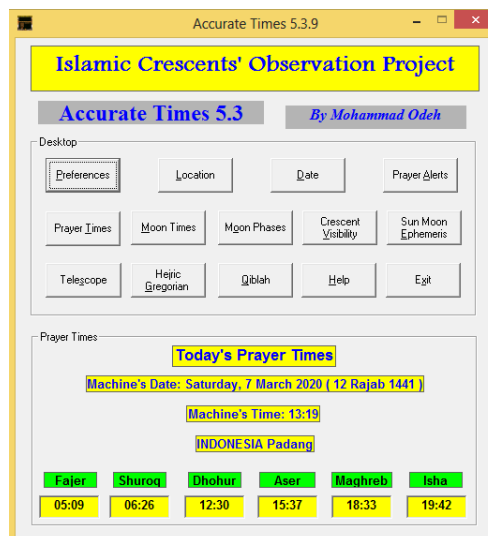 Accurate Times 5.3.9
Islamic Crescents' Observation Project
Accurate Times 5.3
By Mohammad Odeh
Desktop
Preferences
Location
Date
Prayer Alerts
Prayer Times
Moon Times
Moon Phases
Crescent
Visibility
Sun Moon
Ephemeris
Telescope
Hejric
Gregorian
Qiblah
Help
Exit
Prayer Times
Today's Prayer Times
Machine's Date: Saturday, 7 March 2020 ( 12 Rajab 1441 )
Machine's Time: 13:19
INDONESIA Padang
Fajer Shuroq Dhohur Aser Maghreb Isha
05:09 06:26 12:30 15:37 18:33 19:42